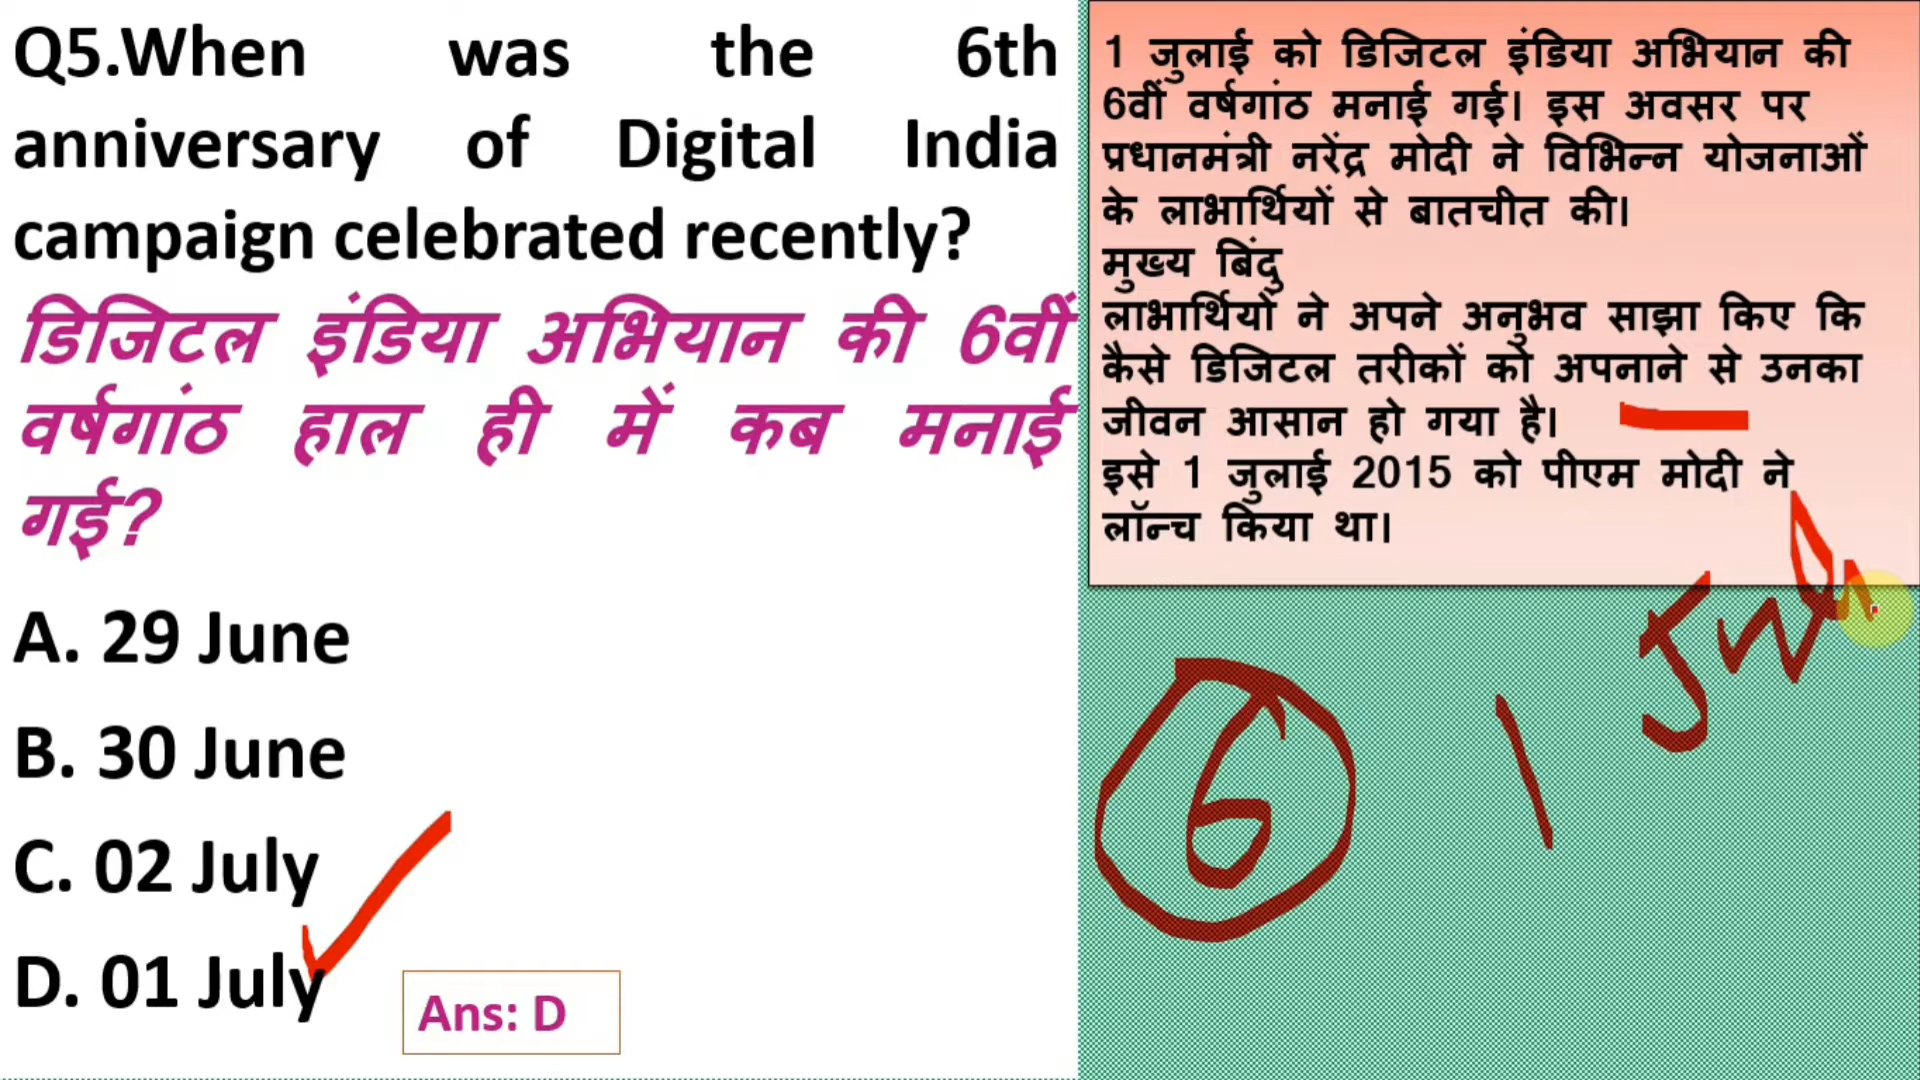 Q5.When was the 6th
anniversary of Digital India
campaign celebrated recently?
डिजिटल इंडिया अभियान की 6वीं
वर्षगांठ हाल ही में कब मनाई
गई?
A. 29 June
B. 30 June
C. 02 July
D. 01 July
Ans: D
1 जुलाई को डिजिटल इंडिया अभियान की
6वीं वर्षगांठ मनाई गई। इस अवसर पर
प्रधानमंत्री नरेंद्र मोदी ने विभिन्न योजनाओं
के लाभार्थियों से बातचीत की।
मुख्य बिंदु
लाभार्थियों ने अपने अनुभव साझा किए कि
कैसे डिजिटल तरीकों को अपनाने से उनका
जीवन आसान हो गया है।
इसे 1 जुलाई 2015 को पीएम मोदी ने
लॉन्च किया था।
6 1 July